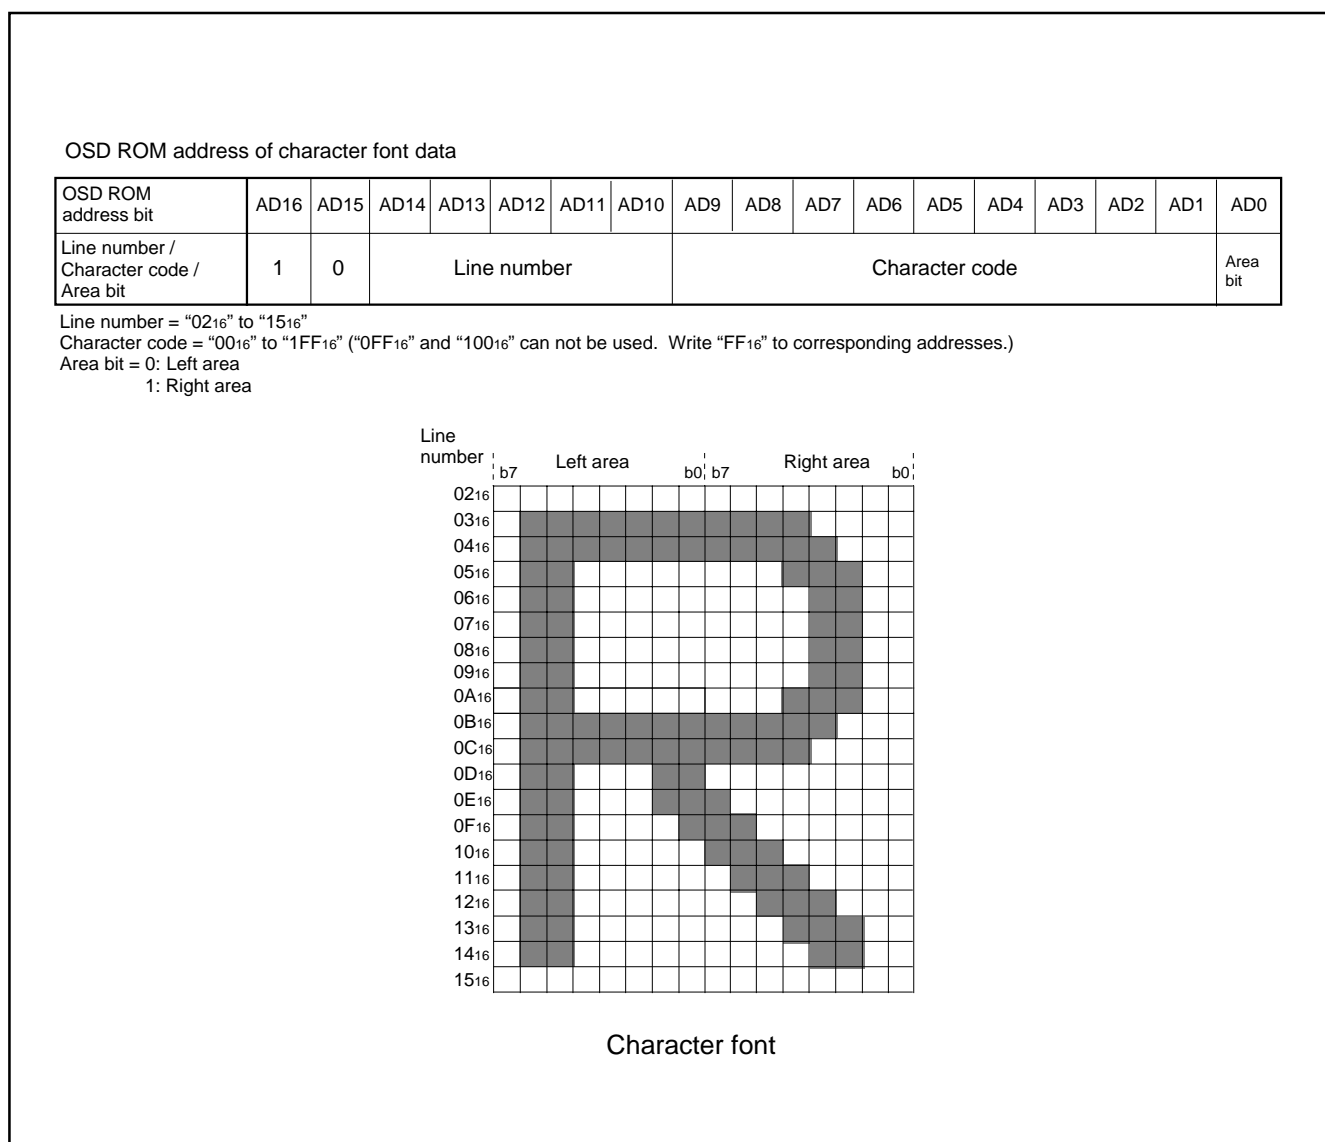 OSD ROM address of character font data
OSD ROM address bit AD16 AD15 AD14 AD13 AD12 AD11 AD10 AD9 AD8 AD7 AD6 AD5 AD4 AD3 AD2 AD1 AD0
Line number / Character code / Area bit 1 0 Line number Character code Area bit
Line number = “0216” to “1516”
Character code = “0016” to “1FF16” (“0FF16” and “10016” can not be used. Write “FF16” to corresponding addresses.)
Area bit = 0: Left area
1: Right area
Line number
b7 Left area b0 b7 Right area b0
0216
0316
0416
0516
0616
0716
0816
0916
0A16
0B16
0C16
0D16
0E16
0F16
1016
1116
1216
1316
1416
1516
Character font